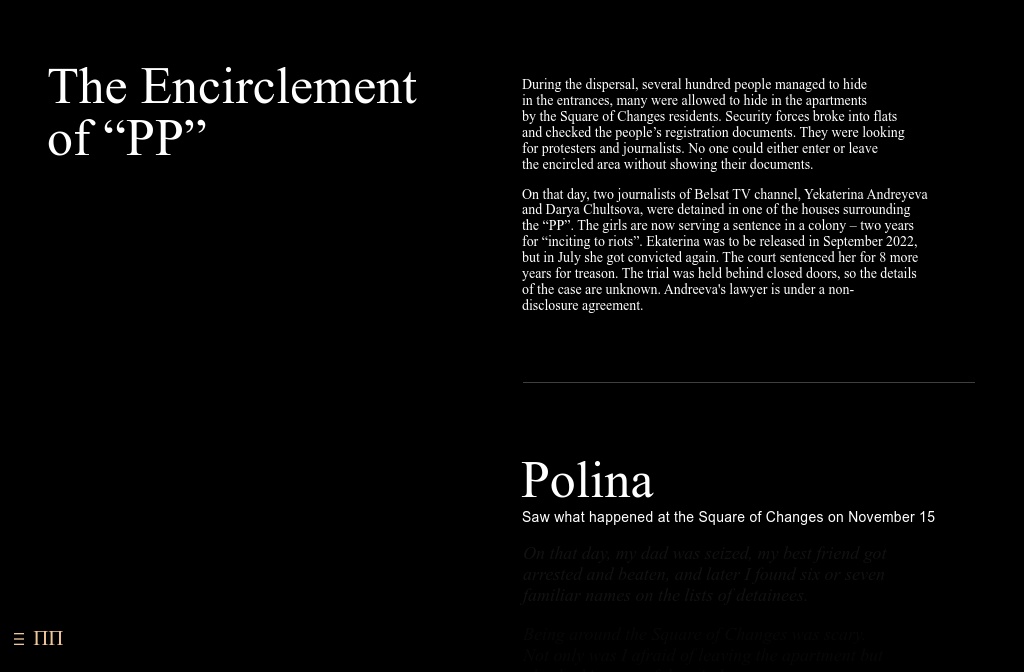 The Encirclement
of “PP”
During the dispersal, several hundred people managed to hide
in the entrances, many were allowed to hide in the apartments
by the Square of Changes residents. Security forces broke into flats
and checked the people’s registration documents. They were looking
for protesters and journalists. No one could either enter or leave
the encircled area without showing their documents.
On that day, two journalists of Belsat TV channel, Yekaterina Andreyeva
and Darya Chultsova, were detained in one of the houses surrounding
the “PP”. The girls are now serving a sentence in a colony – two years
for “inciting to riots”. Ekaterina was to be released in September 2022,
but in July she got convicted again. The court sentenced her for 8 more
years for treason. The trial was held behind closed doors, so the details
of the case are unknown. Andreeva's lawyer is under a non-
disclosure agreement.
Polina
Saw what happened at the Square of Changes on November 15
On that day, my dad was seized, my best friend got
arrested and beaten, and later I found six or seven
familiar names on the lists of detainees.
Being around the Square of Changes was scary.
Not only was I afraid of leaving the apartment but
ПП